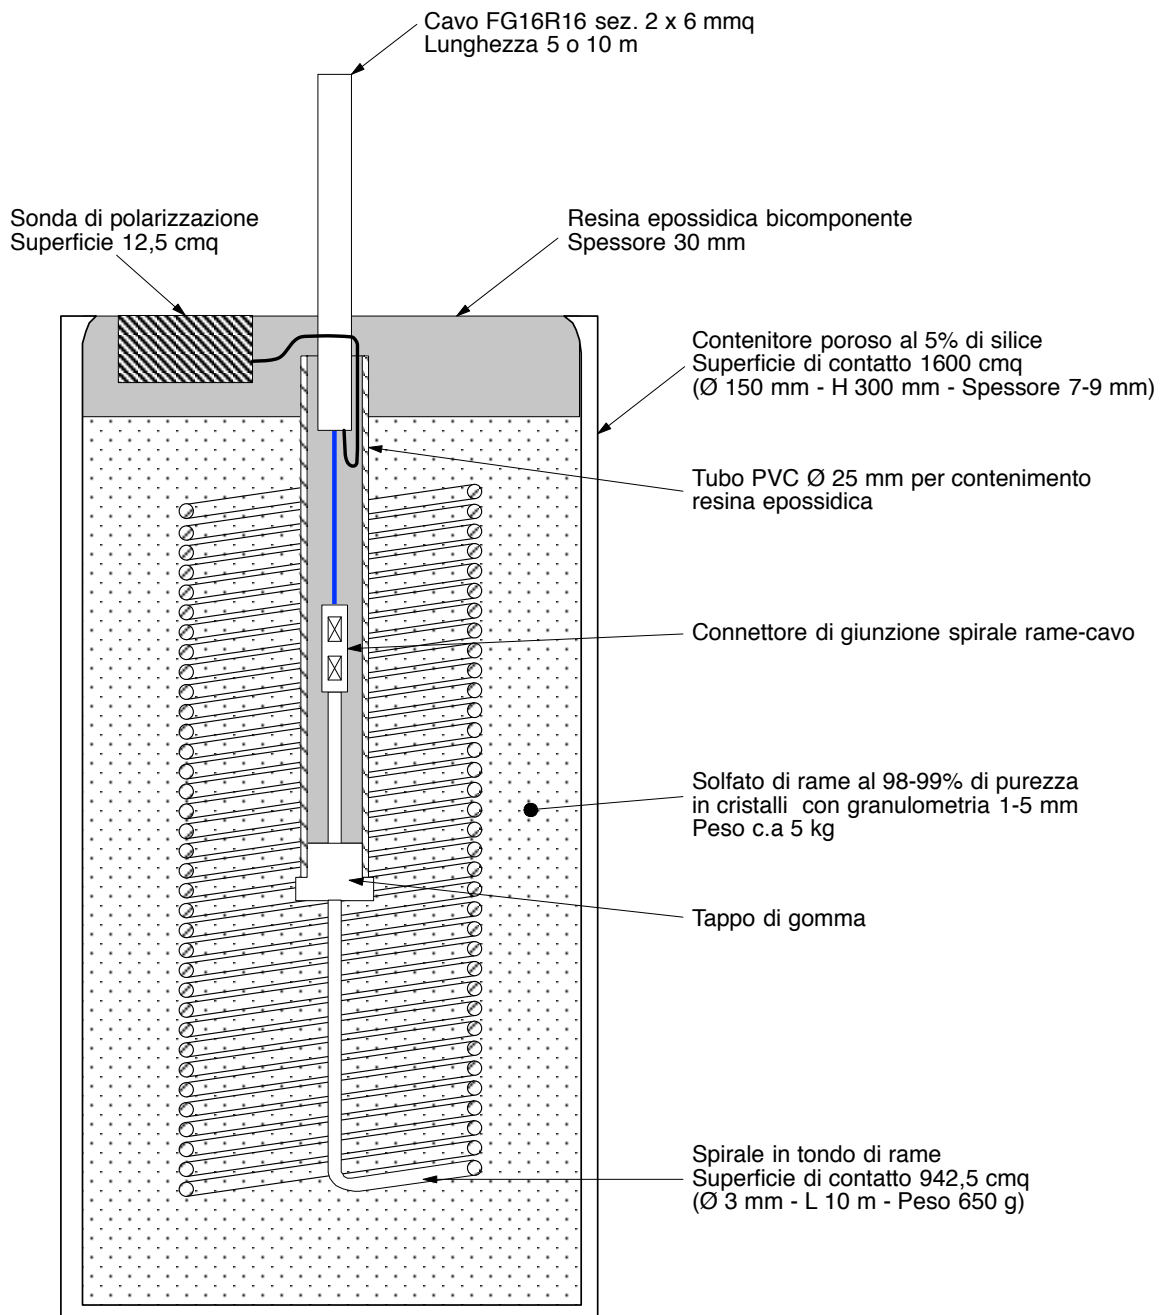 Cavo FG16R16 sez. 2 x 6 mmq
Lunghezza 5 o 10 m
Sonda di polarizzazione
Superficie 12,5 cmq
Resina epossidica bicomponente
Spessore 30 mm
Contenitore poroso al 5% di silice
Superficie di contatto 1600 cmq
(Ø 150 mm - H 300 mm - Spessore 7-9 mm)
Tubo PVC Ø 25 mm per contenimento
resina epossidica
Connettore di giunzione spirale rame-cavo
Solfato di rame al 98-99% di purezza
in cristalli con granulometria 1-5 mm
Peso c.a 5 kg
Tappo di gomma
Spirale in tondo di rame
Superficie di contatto 942,5 cmq
(Ø 3 mm - L 10 m - Peso 650 g)